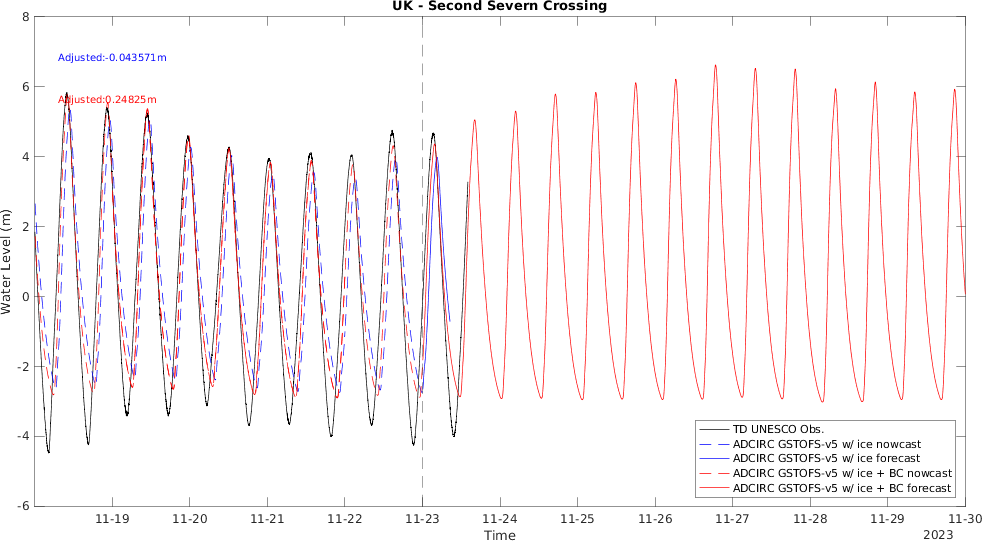 UK - Second Severn Crossing
8
Adjusted:-0.043571m
6
Adjusted:0.24825m
4
2
0
-2
-4
-6
Water Level (m)
TD UNESCO Obs.
ADCIRC GSTOFS-v5 w/ ice nowcast
ADCIRC GSTOFS-v5 w/ ice forecast
ADCIRC GSTOFS-v5 w/ ice + BC nowcast
ADCIRC GSTOFS-v5 w/ ice + BC forecast
11-19 11-20 11-21 11-22 11-23 11-24 11-25 11-26 11-27 11-28 11-29 11-30
Time
2023